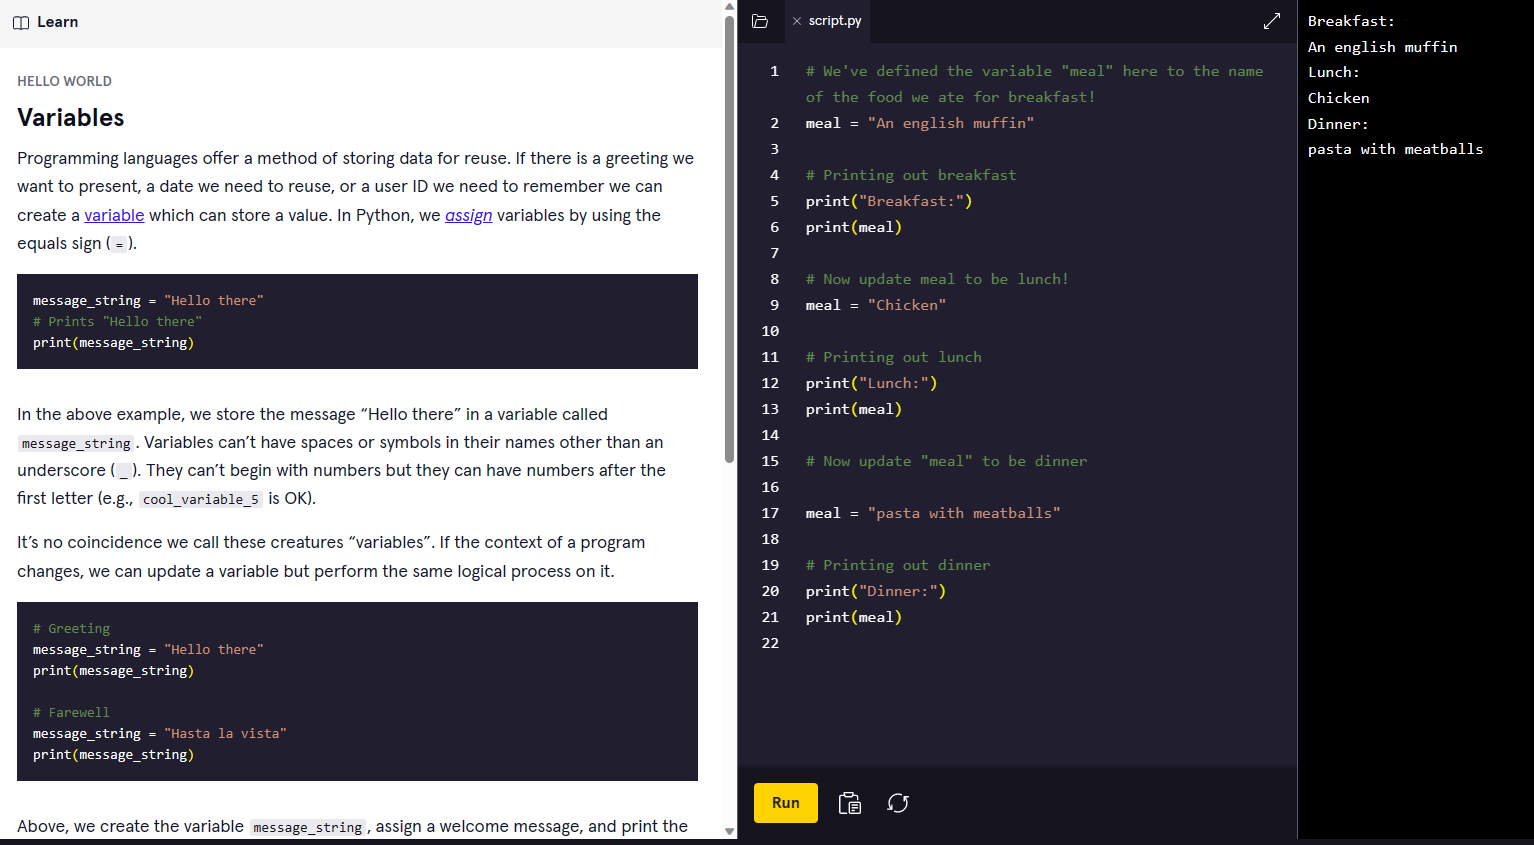 Learn
HELLO WORLD
Variables
Programming languages offer a method of storing data for reuse. If there is a greeting we
want to present, a date we need to reuse, or a user ID we need to remember we can
create a variable which can store a value. In Python, we assign variables by using the
equals sign ( = ).
message_string = "Hello there"
# Prints "Hello there"
print(message_string)
In the above example, we store the message “Hello there” in a variable called
message_string . Variables can’t have spaces or symbols in their names other than an
underscore ( _ ). They can’t begin with numbers but they can have numbers after the
first letter (e.g., cool_variable_5 is OK).
It’s no coincidence we call these creatures “variables”. If the context of a program
changes, we can update a variable but perform the same logical process on it.
# Greeting
message_string = "Hello there"
print(message_string)
# Farewell
message_string = "Hasta la vista"
print(message_string)
Above, we create the variable message_string , assign a welcome message, and print the
script.py
1 # We've defined the variable "meal" here to the name
of the food we ate for breakfast!
2 meal = "An english muffin"
3
4 # Printing out breakfast
5 print("Breakfast:")
6 print(meal)
7
8 # Now update meal to be lunch!
9 meal = "Chicken"
10
11 # Printing out lunch
12 print("Lunch:")
13 print(meal)
14
15 # Now update "meal" to be dinner
16
17 meal = "pasta with meatballs"
18
19 # Printing out dinner
20 print("Dinner:")
21 print(meal)
22
Run
Breakfast:
An english muffin
Lunch:
Chicken
Dinner:
pasta with meatballs